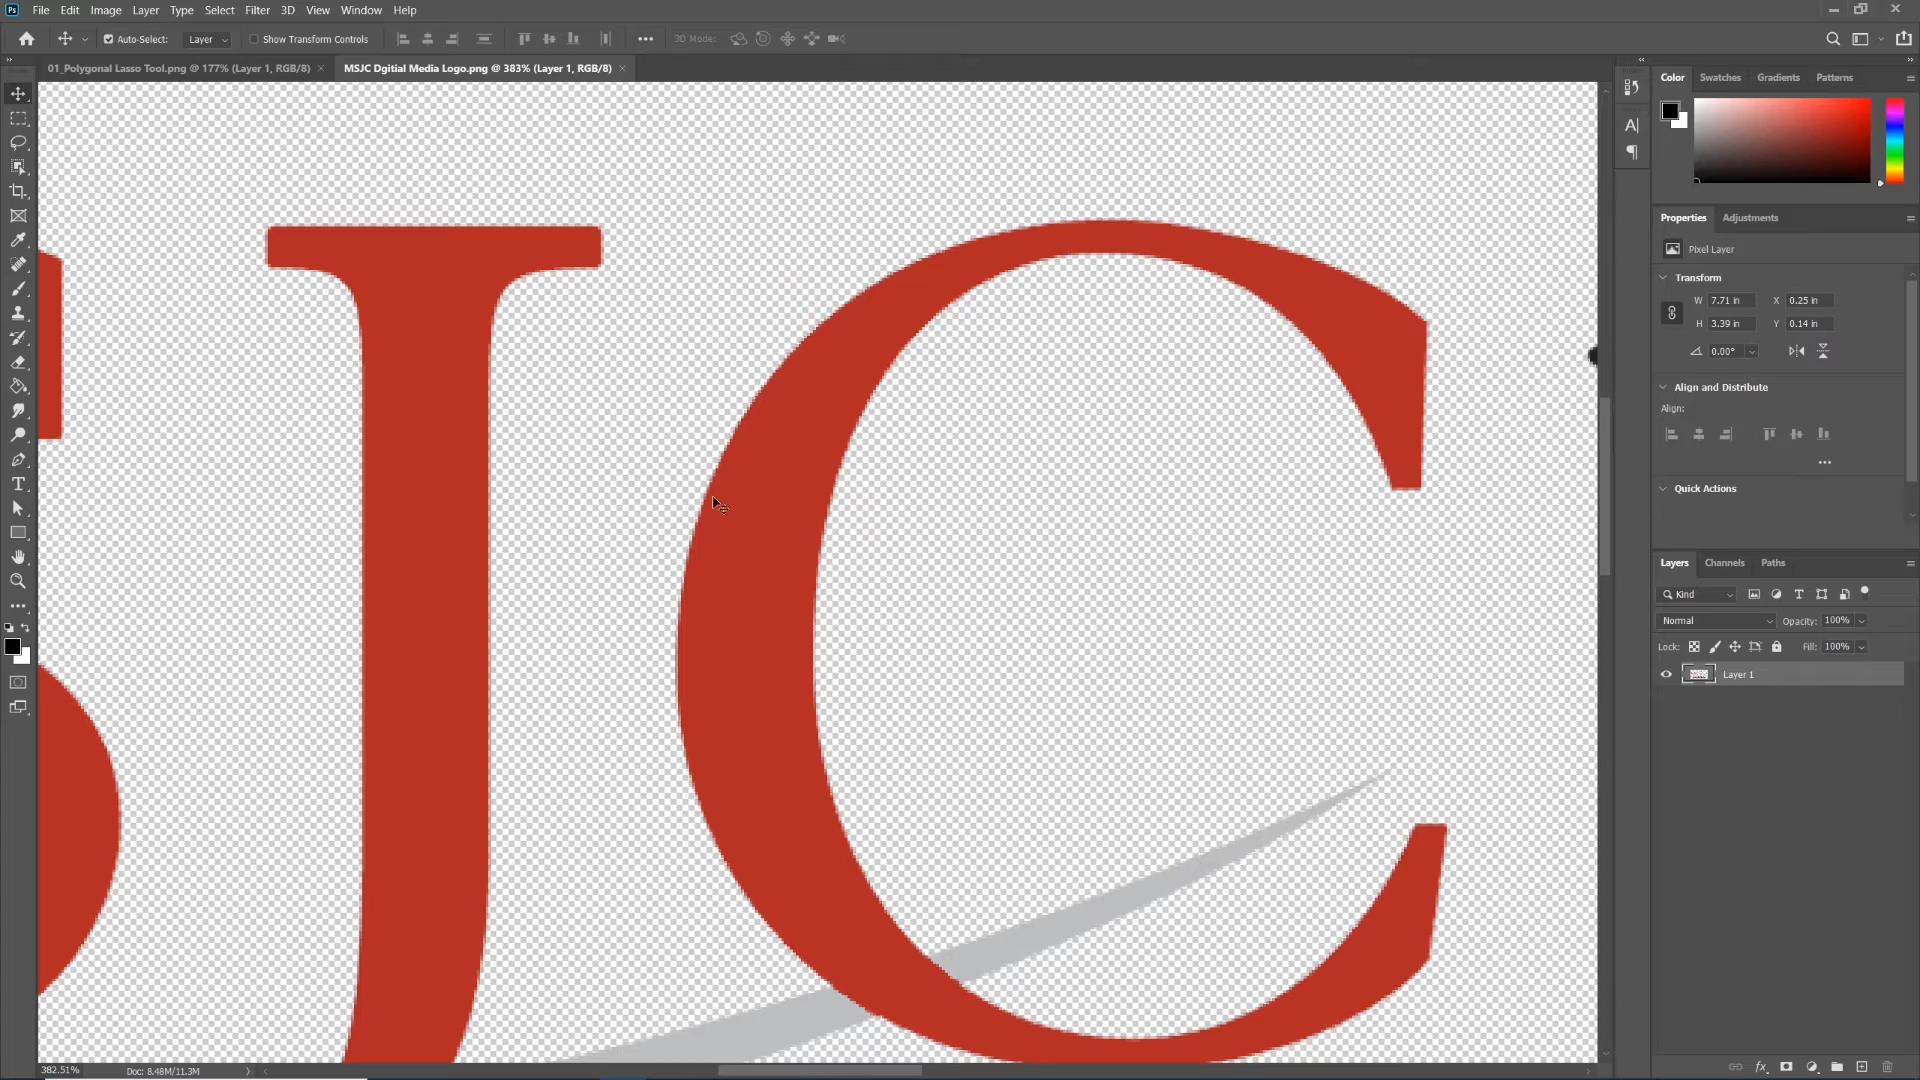 Ps File Edit Image Layer Type Select Filter 3D View Window Help
Auto-Select: Layer Show Transform Controls ••• 3D Mode:
01_Polygonal Lasso Tool.png @ 177% (Layer 1, RGB/8) × MSJC Dgitial Media Logo.png @ 383% (Layer 1, RGB/8) ×
Color Swatches Gradients Patterns
Properties Adjustments
Pixel Layer
Transform
W 7.71 in X 0.25 in
H 3.39 in Y 0.14 in
0.00°
Align and Distribute
Align:
•••
Quick Actions
Layers Channels Paths
Kind
Normal Opacity: 100%
Lock: Fill: 100%
Layer 1
JC
382.51% Doc: 8.48M/11.3M